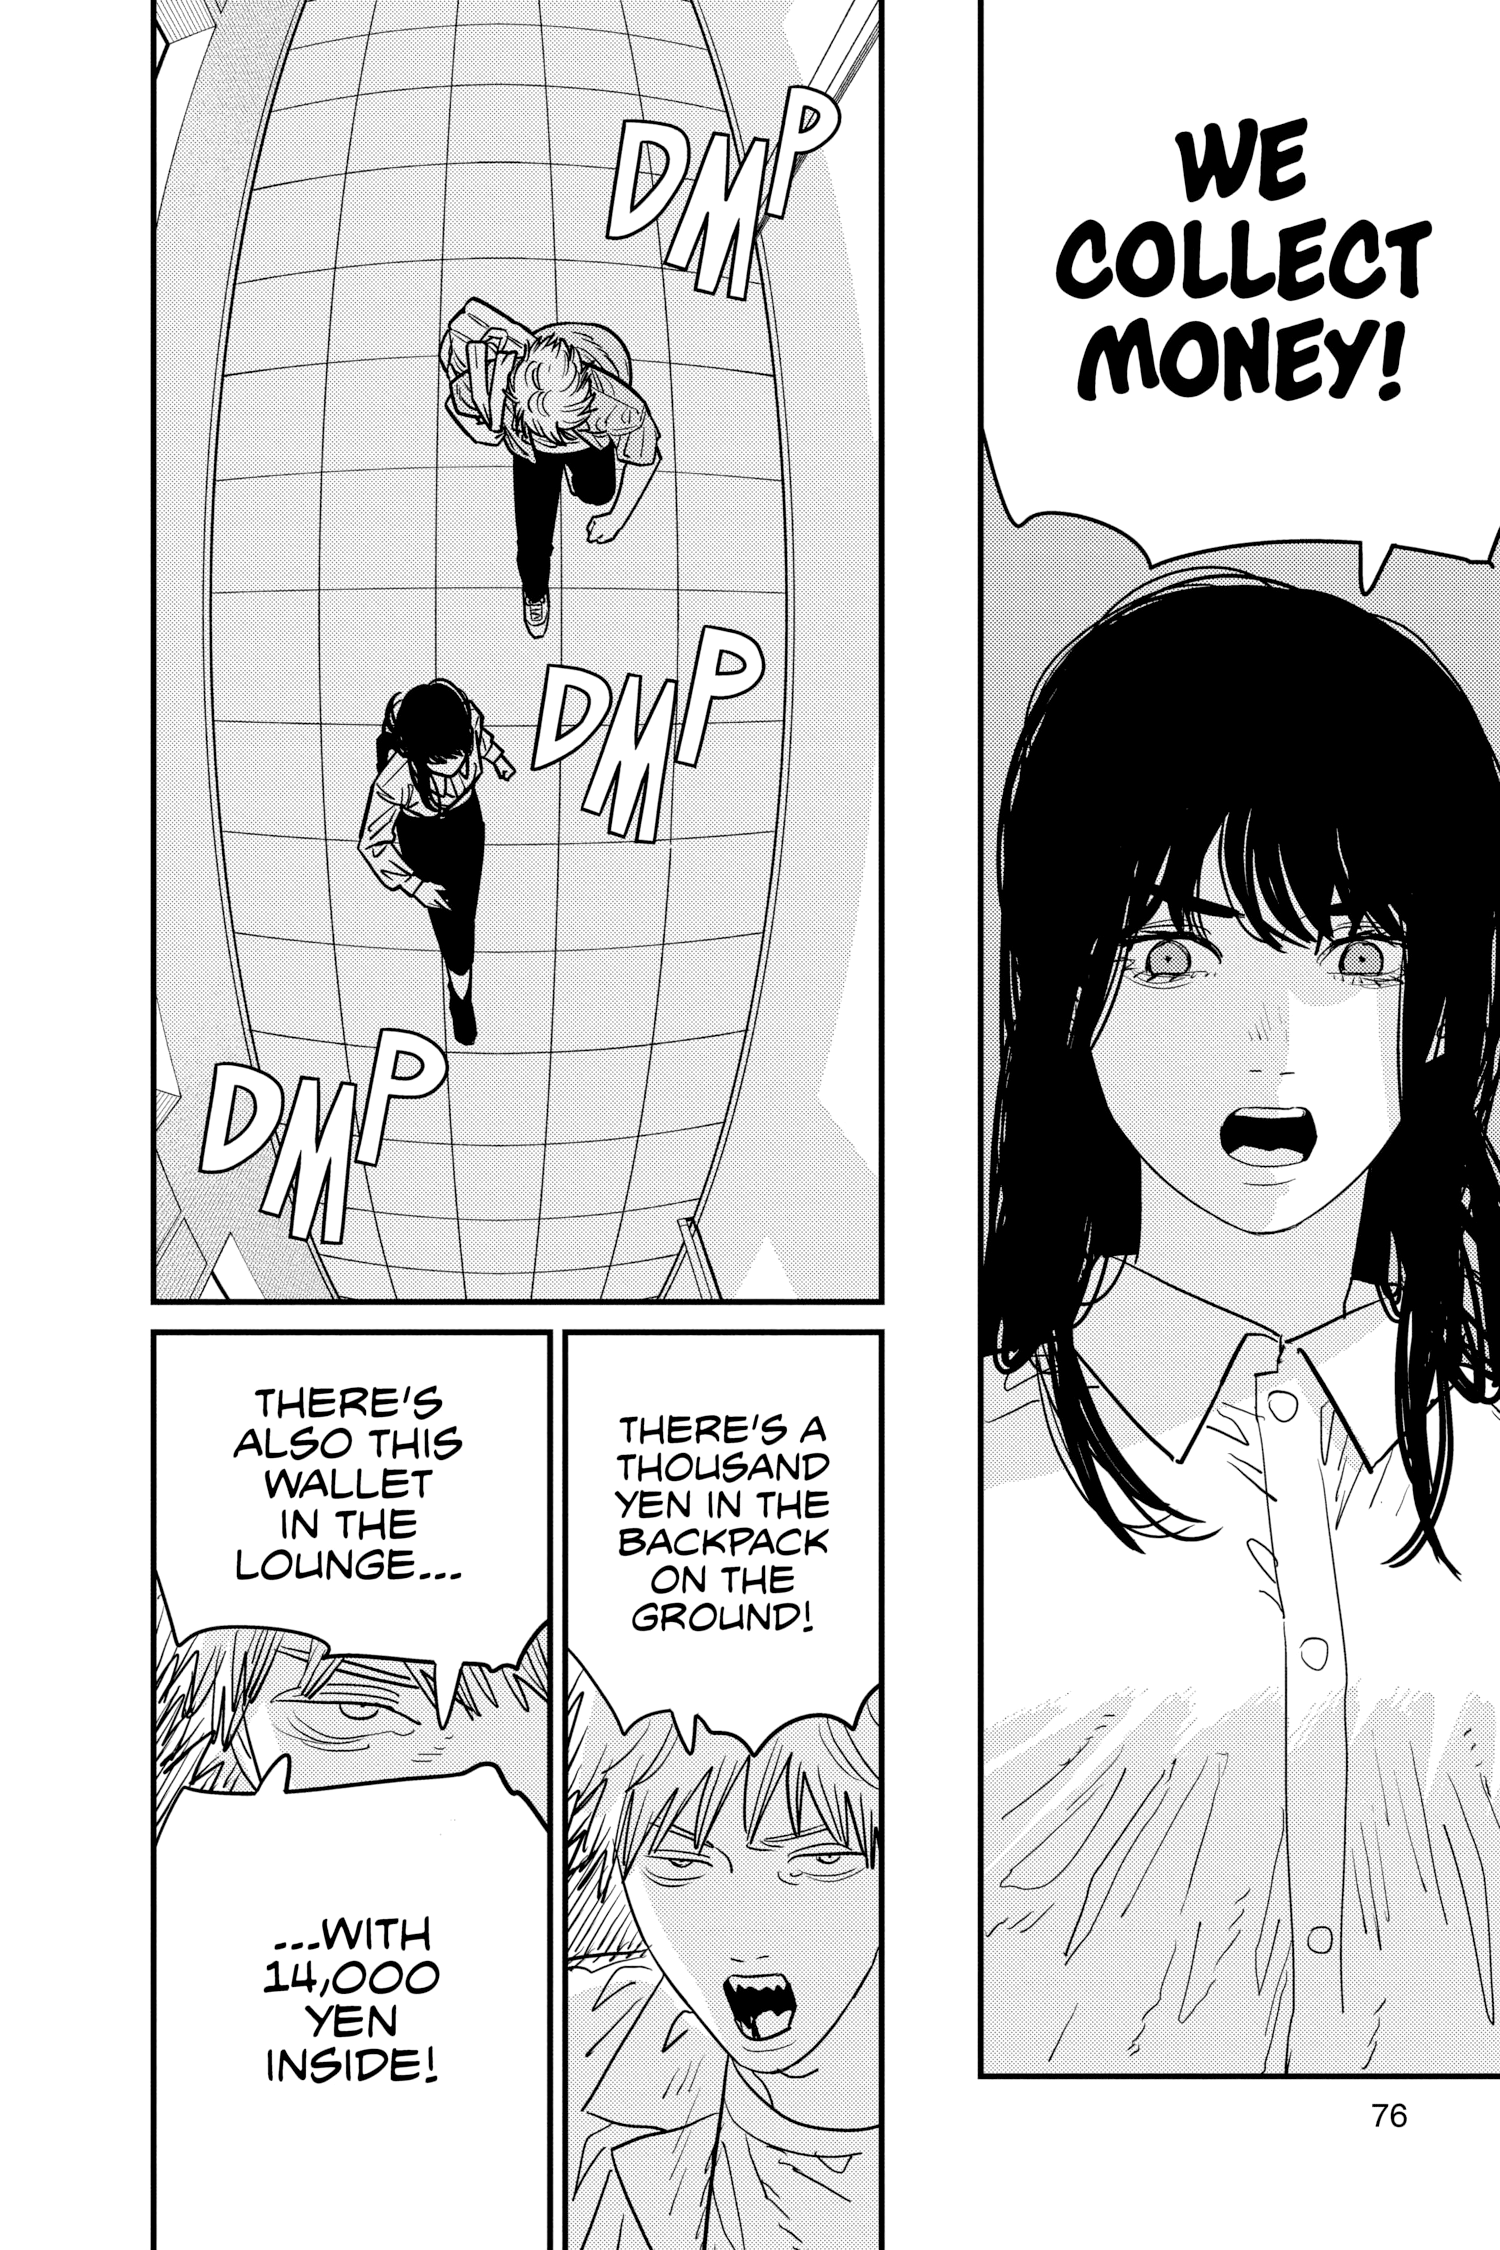 WE
COLLECT
MONEY!
DMP
DMP
DMP
THERE'S A
THOUSAND
YEN IN THE
BACKPACK
ON THE
GROUND!
THERE'S
ALSO THIS
WALLET
IN THE
LOUNGE...
...WITH
14,000
YEN
INSIDE!
76